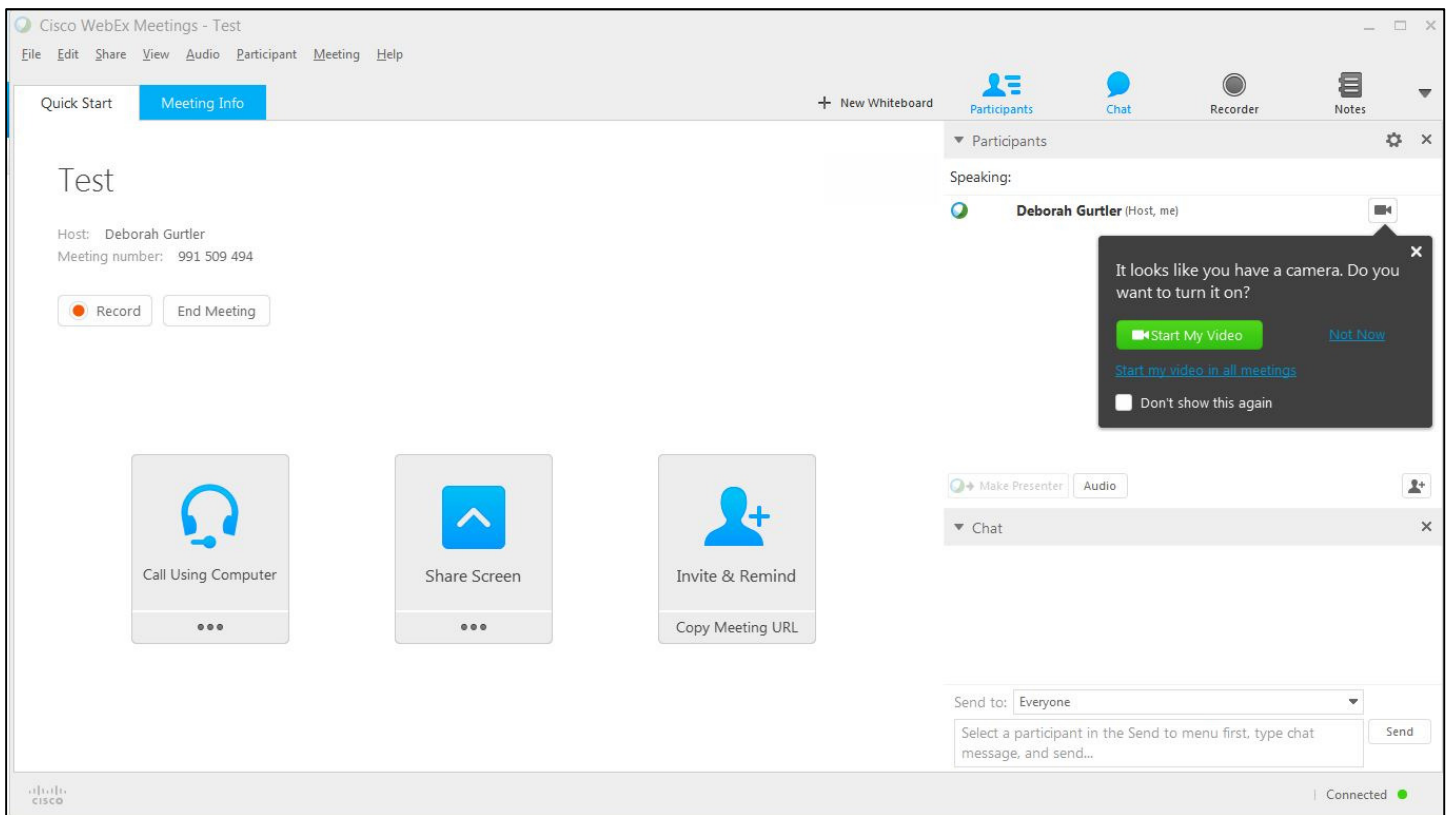 Cisco WebEx Meetings - Test
File Edit Share View Audio Participant Meeting Help
Quick Start Meeting Info + New Whiteboard Participants Chat Recorder Notes
Test
Host: Deborah Gurtler
Meeting number: 991 509 494
Record End Meeting
Call Using Computer
Share Screen
Invite & Remind
Copy Meeting URL
Participants
Speaking:
Deborah Gurtler (Host, me)
It looks like you have a camera. Do you
want to turn it on?
Start My Video Not Now
Start my video in all meetings
Don't show this again
Make Presenter Audio
Chat
Send to: Everyone
Select a participant in the Send to menu first, type chat
message, and send...
Send
CISCO
Connected